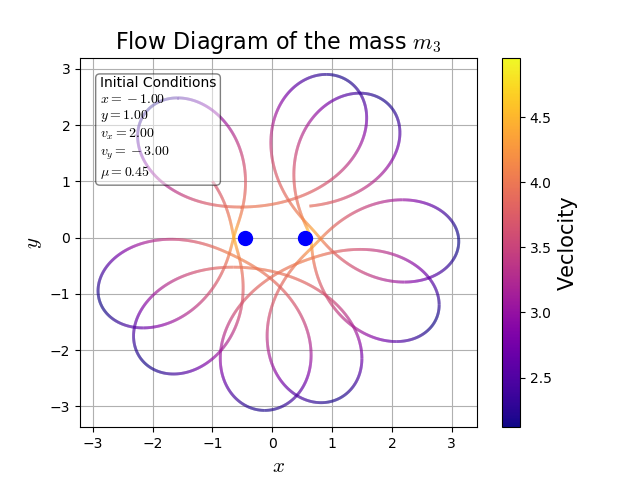 Flow Diagram of the mass m₃
Initial Conditions
x = −1.00
y = 1.00
vₓ = 2.00
v_y = −3.00
μ = 0.45
3
2
1
0
−1
−2
−3
y
−3
−2
−1
0
1
2
3
x
4.5
4.0
3.5
3.0
2.5
Veclocity